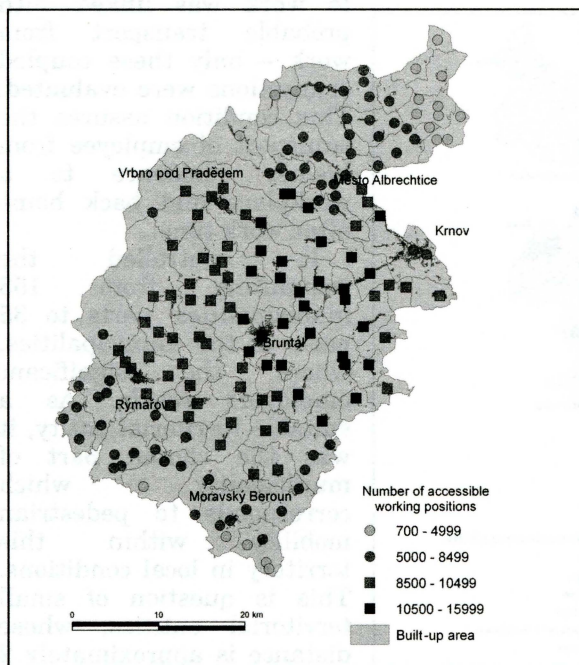 Vrbno pod Pradědem
Město Albrechtice
Krnov
Bruntál
Rýmařov
Moravský Beroun
Number of accessible
working positions
700 - 4999
5000 - 8499
8500 - 10499
10500 - 15999
Built-up area
0 10 20 km